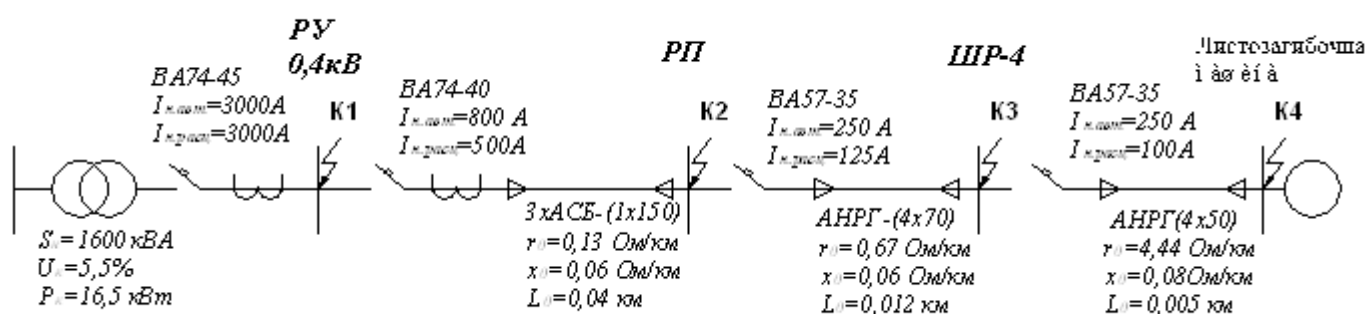 РУ
0,4кВ
РП
ШР-4
ВА74-45
Iн.авт=3000А
Iн.расц=3000А
К1
ВА74-40
Iн.авт=800 А
Iн.расц=500А
К2
ВА57-35
Iн.авт=250 А
Iн.расц=125А
К3
ВА57-35
Iн.авт=250 А
Iн.расц=100А
К4
Sн=1600 кВА
Uк=5,5%
Pк=16,5 кВт
3хАСБ-(1х150)
r0=0,13 Ом/км
x0=0,06 Ом/км
L0=0,04 км
АНРГ-(4х70)
r0=0,67 Ом/км
x0=0,06 Ом/км
L0=0,012 км
АНРГ(4х50)
r0=4,44 Ом/км
x0=0,08Ом/км
L0=0,005 км